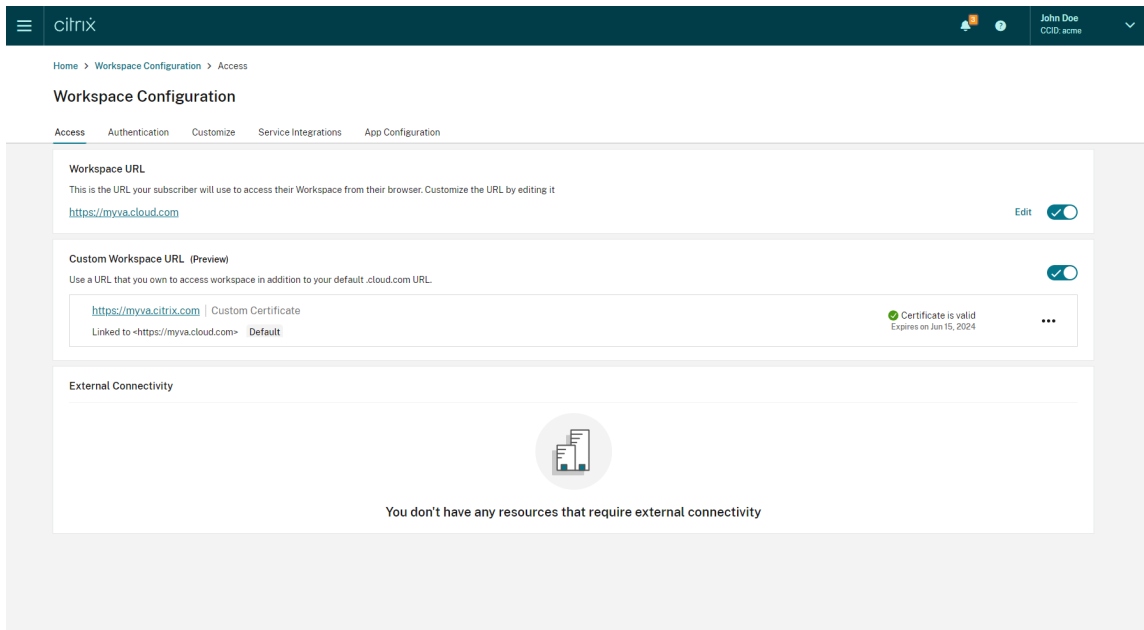 citrix
3
?
John Doe
CCID: acme
Home > Workspace Configuration > Access
Workspace Configuration
Access Authentication Customize Service Integrations App Configuration
Workspace URL
This is the URL your subscriber will use to access their Workspace from their browser. Customize the URL by editing it
https://myva.cloud.com Edit
Custom Workspace URL (Preview)
Use a URL that you own to access workspace in addition to your default .cloud.com URL.
https://myva.citrix.com | Custom Certificate
Certificate is valid
Linked to <https://myva.cloud.com> Default
Expires on Jun 15, 2024
External Connectivity
You don't have any resources that require external connectivity